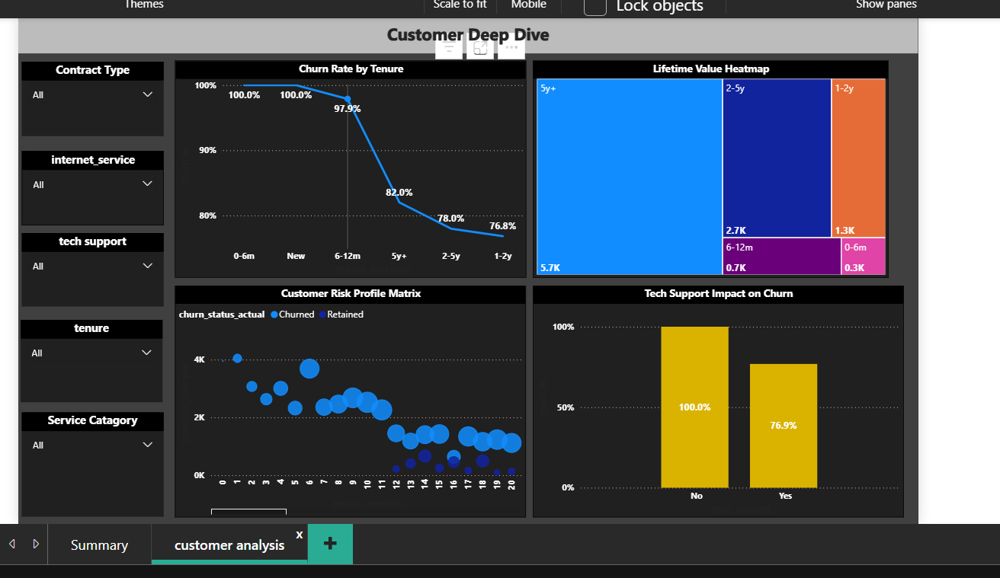 Themes
Scale to fit
Mobile
Lock objects
Show panes
Customer Deep Dive
Contract Type
All
internet_service
All
tech support
All
tenure
All
Service Catagory
All
Churn Rate by Tenure
100%
90%
80%
100.0%
100.0%
97.9%
82.0%
78.0%
76.8%
0-6m
New
6-12m
5y+
2-5y
1-2y
Lifetime Value Heatmap
5y+
5.7K
2-5y
2.7K
1-2y
1.3K
6-12m
0.7K
0-6m
0.3K
Customer Risk Profile Matrix
churn_status_actual Churned Retained
4K
2K
0K
0 1 2 3 4 5 6 7 8 9 10 11 12 13 14 15 16 17 18 19 20
Tech Support Impact on Churn
100%
50%
0%
100.0%
76.9%
No
Yes
Summary
customer analysis
x
+